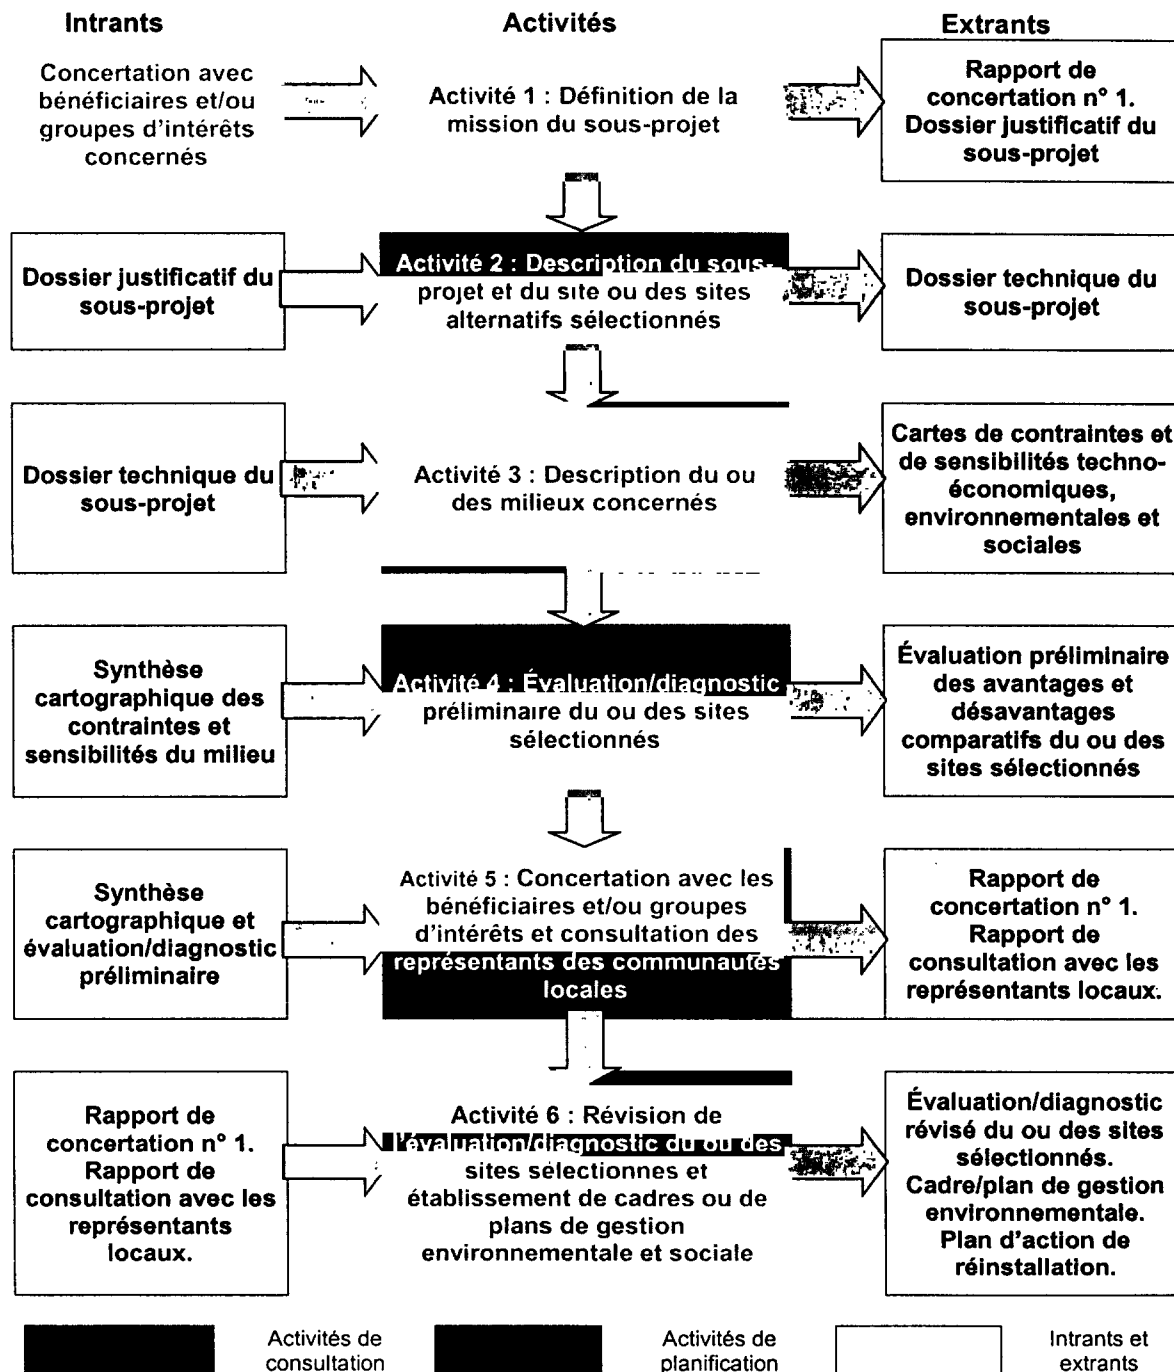 Intrants
Activités
Extrants
Concertation avec
bénéficiaires et/ou
groupes d'intérêts
concernés
Activité 1 : Définition de la
mission du sous-projet
Rapport de
concertation n° 1.
Dossier justificatif du
sous-projet
Dossier justificatif du
sous-projet
Activité 2 : Description du sous-
projet et du site ou des sites
alternatifs sélectionnés
Dossier technique du
sous-projet
Dossier technique du
sous-projet
Activité 3 : Description du ou
des milieux concernés
Cartes de contraintes et
de sensibilités techno-
économiques,
environnementales et
sociales
Synthèse
cartographique des
contraintes et
sensibilités du milieu
Activité 4 : Évaluation/diagnostic
préliminaire du ou des sites
sélectionnés
Évaluation préliminaire
des avantages et
désavantages
comparatifs du ou des
sites sélectionnés
Synthèse
cartographique et
évaluation/diagnostic
préliminaire
Activité 5 : Concertation avec les
bénéficiaires et/ou groupes
d'intérêts et consultation des
représentants des communautés
locales
Rapport de
concertation n° 1.
Rapport de
consultation avec les
représentants locaux.
Rapport de
concertation n° 1.
Rapport de
consultation avec les
représentants
locaux.
Activité 6 : Révision de
l'évaluation/diagnostic du ou des
sites sélectionnes et
établissement de cadres ou de
plans de gestion
environnementale et sociale
Évaluation/diagnostic
révisé du ou des sites
sélectionnés.
Cadre/plan de gestion
environnementale.
Plan d'action de
réinstallation.
Activités de
consultation
Activités de
planification
Intrants et
extrants